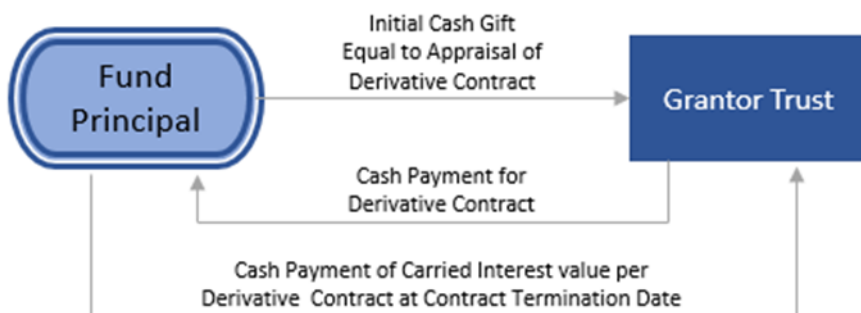 Initial Cash Gift
Equal to Appraisal of
Derivative Contract
Fund
Principal
Grantor Trust
Cash Payment for
Derivative Contract
Cash Payment of Carried Interest value per
Derivative Contract at Contract Termination Date